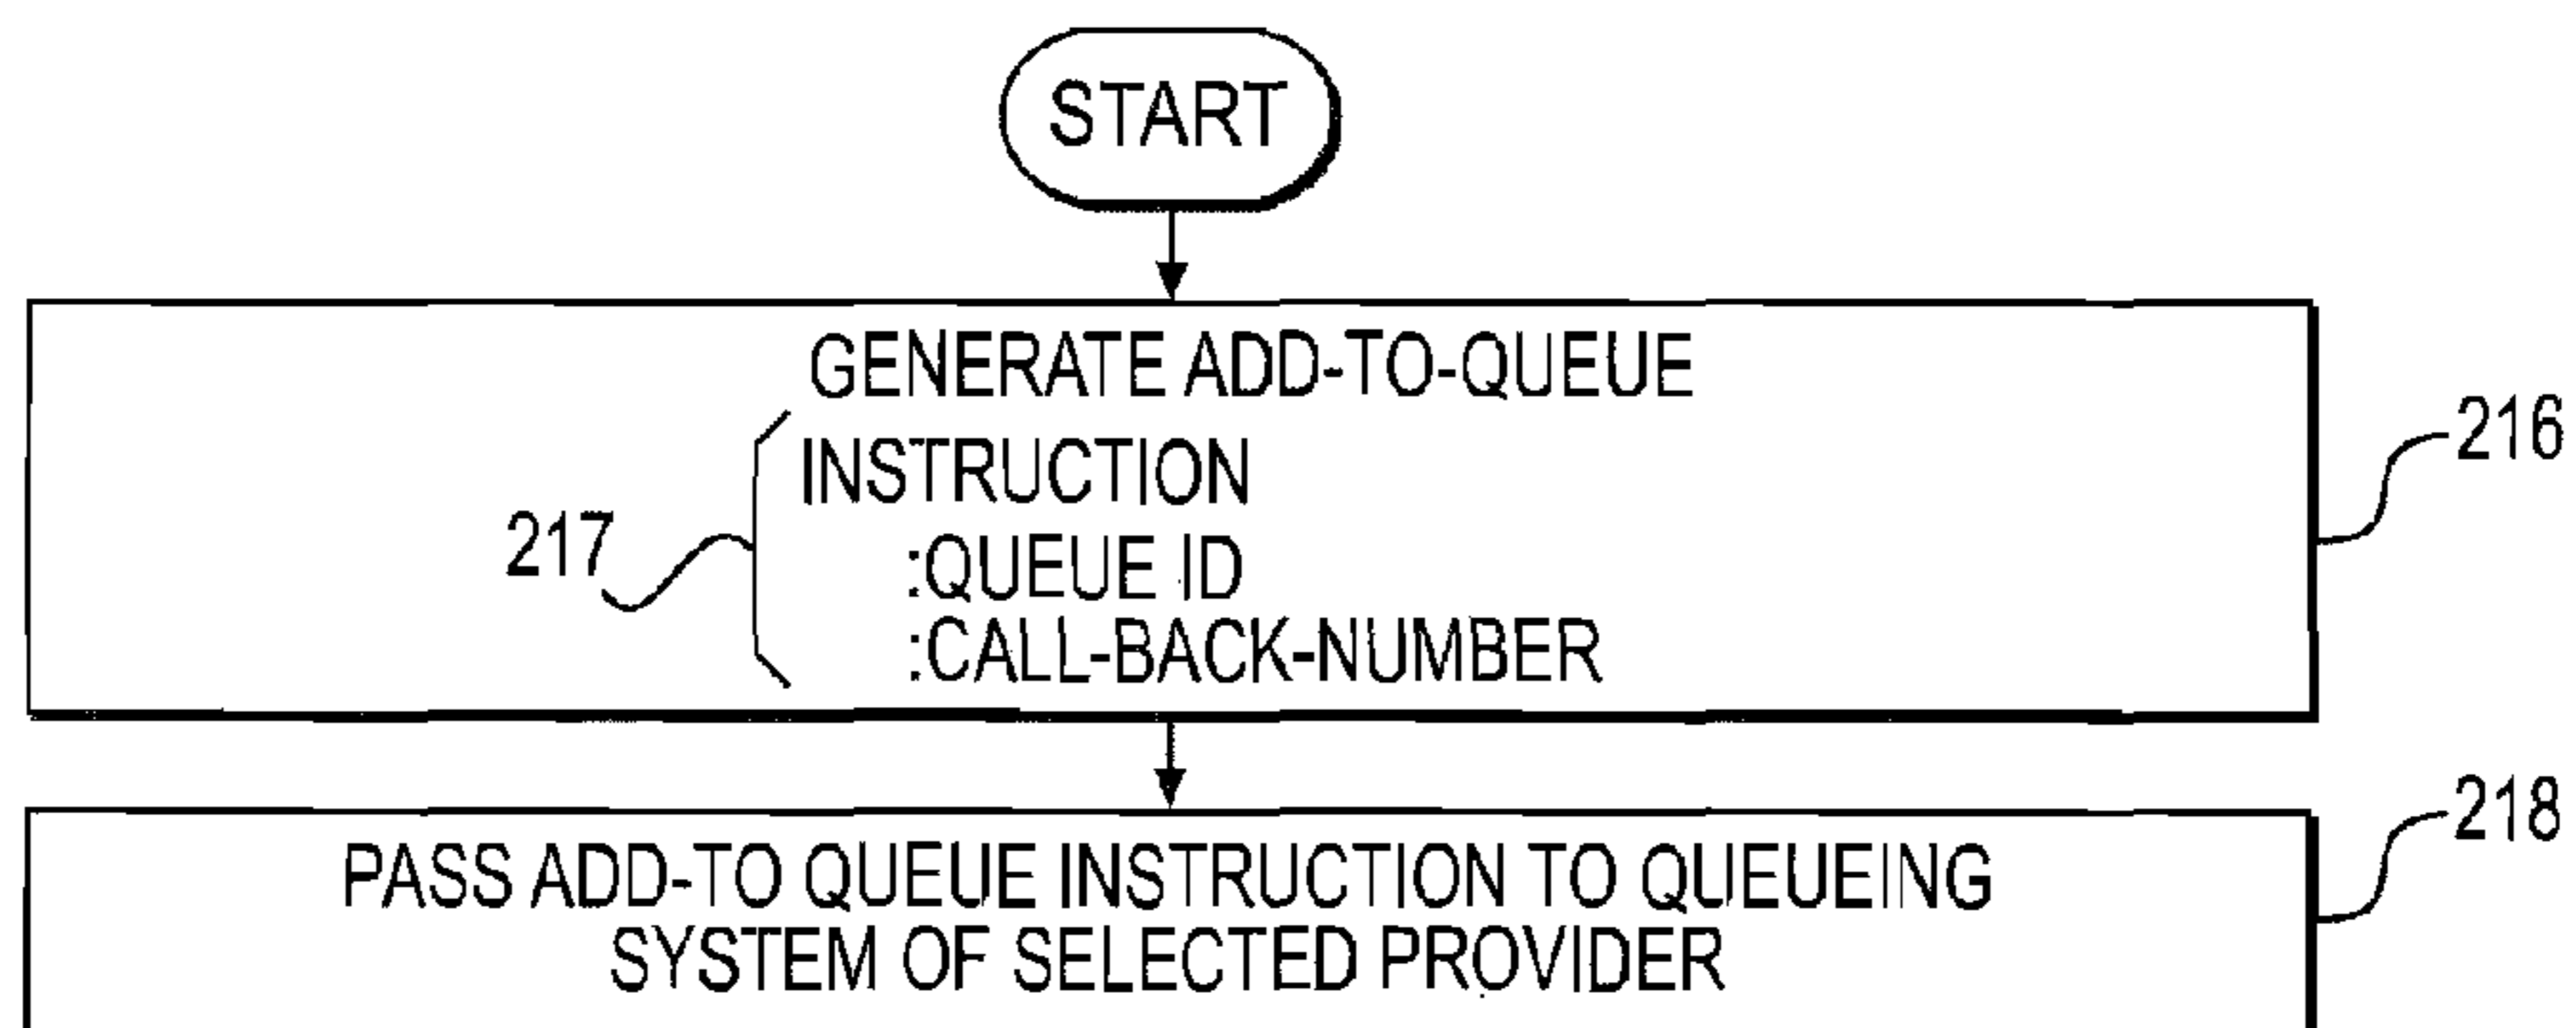 START
GENERATE ADD-TO-QUEUE
INSTRUCTION
216
217
:QUEUE ID
:CALL-BACK-NUMBER
218
PASS ADD-TO QUEUE INSTRUCTION TO QUEUEING
SYSTEM OF SELECTED PROVIDER